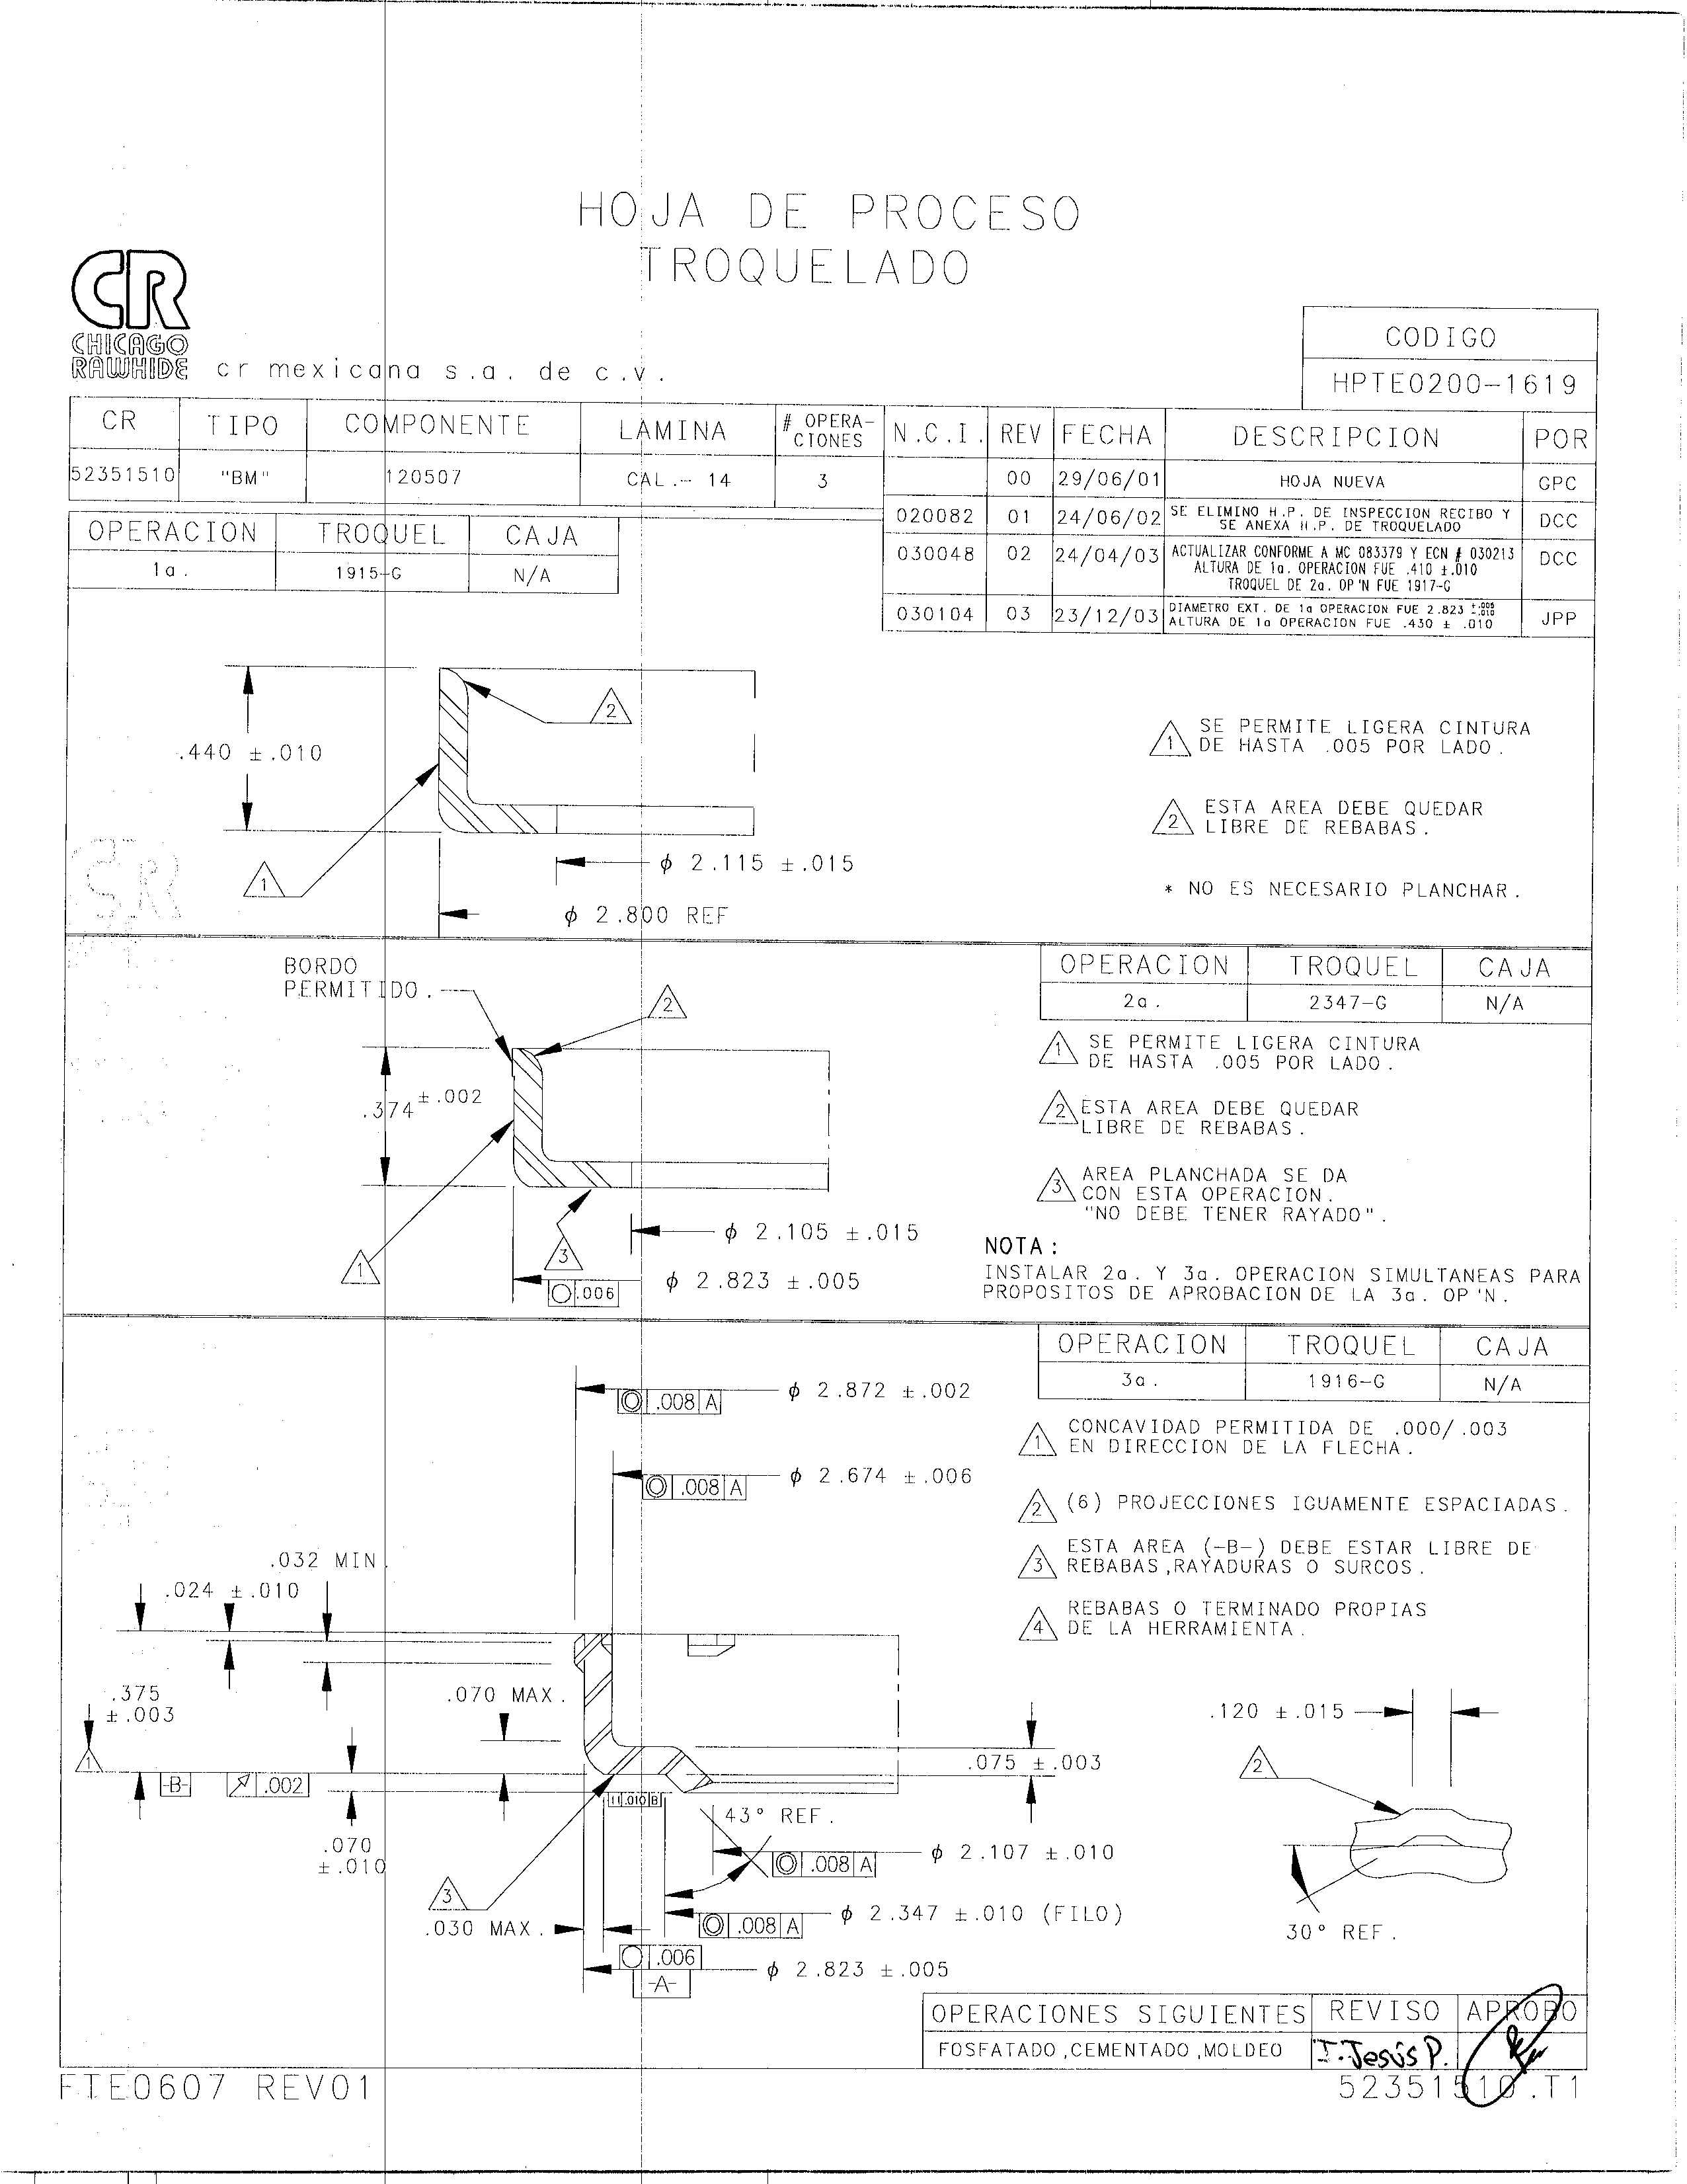 HOJA DE PROCESO
TROQUELADO
CR
CHICAGO
RAWHIDE
cr mexicana s.a. de c.v.
CODIGO
HPTE0200-1619
CR TIPO COMPONENTE LAMINA # OPERA-
CIONES
52351510 "BM" 120507 CAL.- 14 3
N.C.I. REV FECHA DESCRIPCION POR
00 29/06/01 HOJA NUEVA GPC
020082 01 24/06/02 SE ELIMINO H.P. DE INSPECCION RECIBO Y
SE ANEXA H.P. DE TROQUELADO DCC
030048 02 24/04/03 ACTUALIZAR CONFORME A MC 083379 Y ECN # 030213
ALTURA DE 1a. OPERACION FUE .410 ±.010
TROQUEL DE 2a. OP'N FUE 1917-G DCC
030104 03 23/12/03 DIAMETRO EXT. DE 1a OPERACION FUE 2.823 +.005 -.010
ALTURA DE 1a OPERACION FUE .430 ± .010 JPP
OPERACION TROQUEL CAJA
1a. 1915-G N/A
2
.440 ±.010
1
ϕ 2.115 ±.015
ϕ 2.800 REF
1 SE PERMITE LIGERA CINTURA
DE HASTA .005 POR LADO.
2 ESTA AREA DEBE QUEDAR
LIBRE DE REBABAS.
* NO ES NECESARIO PLANCHAR.
OPERACION TROQUEL CAJA
2a. 2347-G N/A
BORDO
PERMITIDO.
2
.374 ±.002
1
3
ϕ 2.105 ±.015
○ .006 ϕ 2.823 ±.005
1 SE PERMITE LIGERA CINTURA
DE HASTA .005 POR LADO.
2 ESTA AREA DEBE QUEDAR
LIBRE DE REBABAS.
3 AREA PLANCHADA SE DA
CON ESTA OPERACION.
"NO DEBE TENER RAYADO".
NOTA:
INSTALAR 2a. Y 3a. OPERACION SIMULTANEAS PARA
PROPOSITOS DE APROBACION DE LA 3a. OP'N.
OPERACION TROQUEL CAJA
3a. 1916-G N/A
◎ .008 A ϕ 2.872 ±.002
◎ .008 A ϕ 2.674 ±.006
.032 MIN.
.024 ±.010
.375
±.003
1
-B- ↗ .002
.070 MAX.
.075 ±.003
.070
±.010
// .010 B
43° REF.
◎ .008 A ϕ 2.107 ±.010
3
.030 MAX.
◎ .008 A ϕ 2.347 ±.010 (FILO)
○ .006
-A-
ϕ 2.823 ±.005
1 CONCAVIDAD PERMITIDA DE .000/.003
EN DIRECCION DE LA FLECHA.
2 (6) PROJECCIONES IGUAMENTE ESPACIADAS.
3 ESTA AREA (-B-) DEBE ESTAR LIBRE DE
REBABAS,RAYADURAS O SURCOS.
4 REBABAS O TERMINADO PROPIAS
DE LA HERRAMIENTA.
.120 ±.015
2
30° REF.
OPERACIONES SIGUIENTES REVISO APROBO
FOSFATADO,CEMENTADO,MOLDEO J.Jesús P.
FTE0607 REV01
52351510.T1